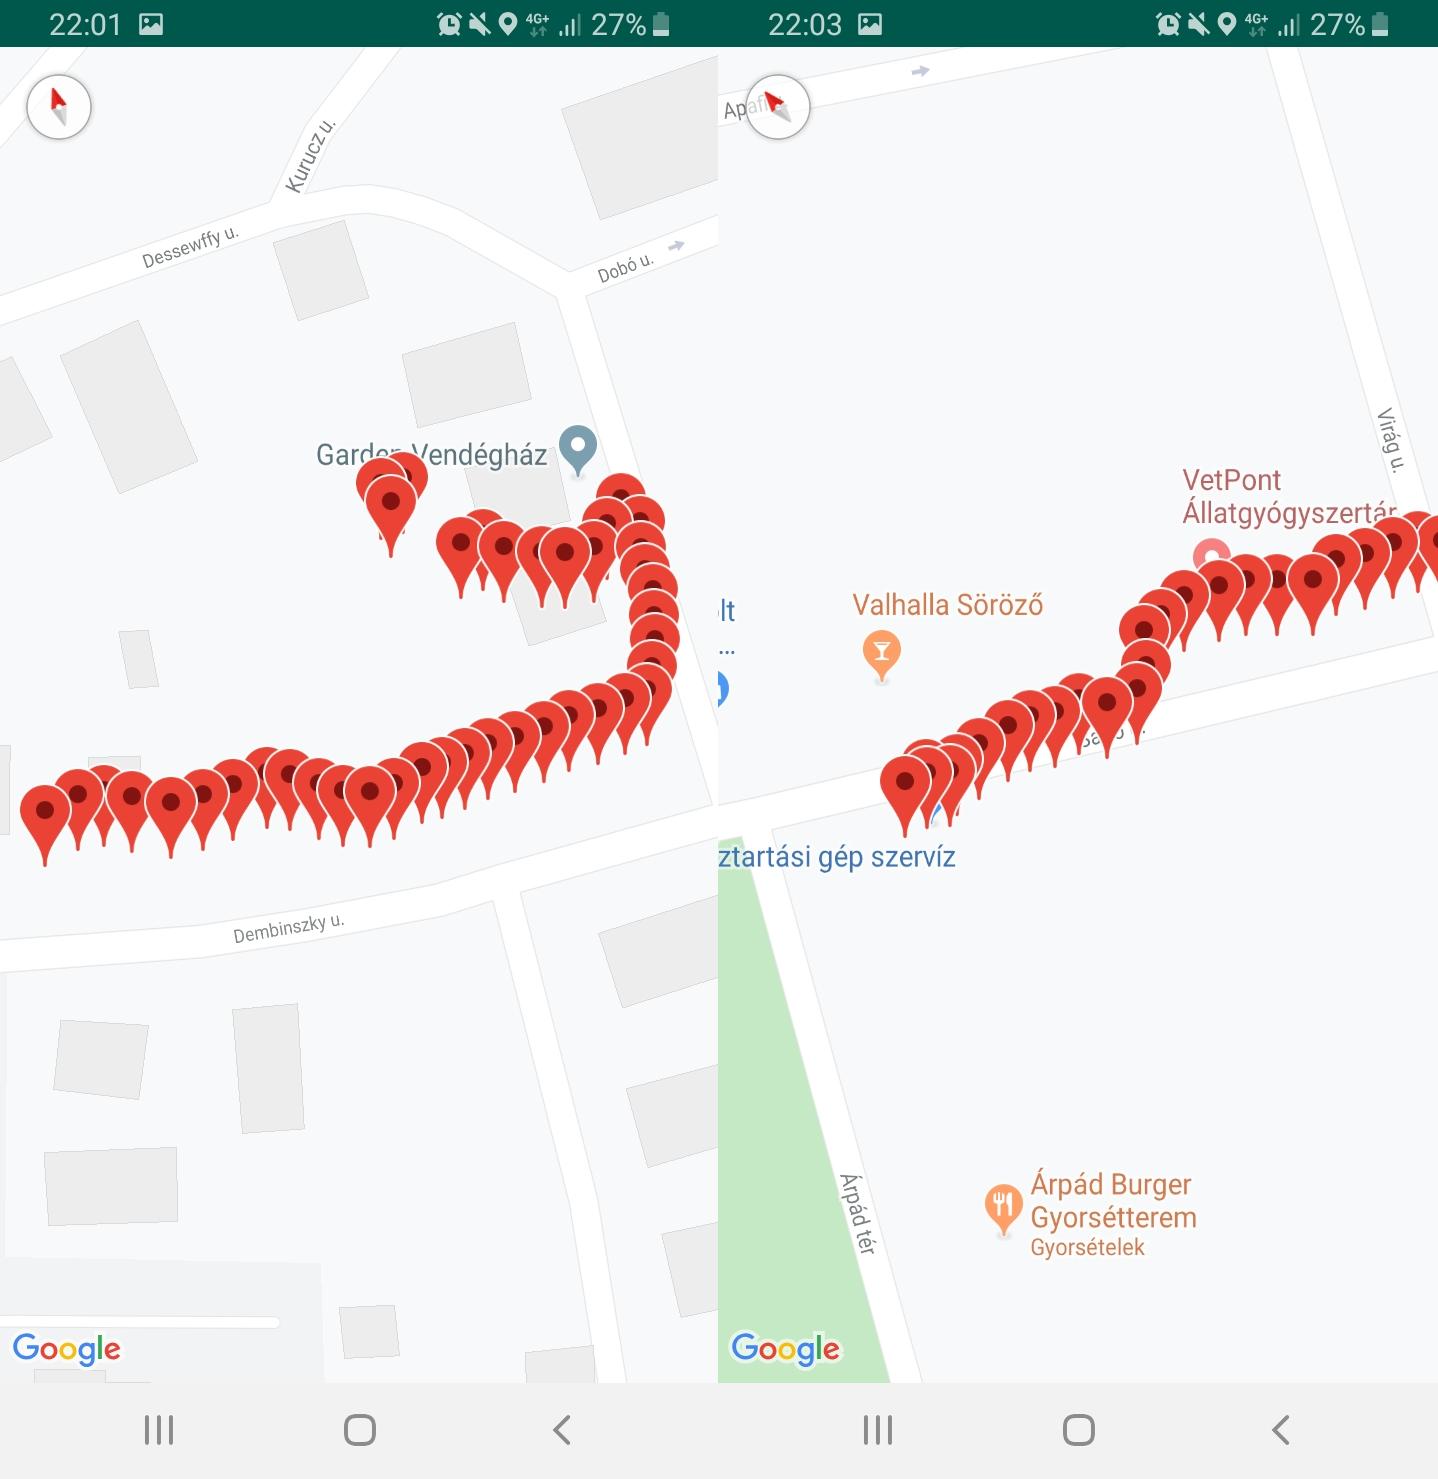 22:01
4G+
27%
Kurucz u.
Dessewffy u.
Dobó u.
Garden Vendégház
Dembinszky u.
Google
22:03
4G+
27%
Virág u.
VetPont
Állatgyógyszertár
lt
...
Valhalla Söröző
ztartási gép szervíz
Árpád tér
Árpád Burger
Gyorsétterem
Gyorsételek
Google